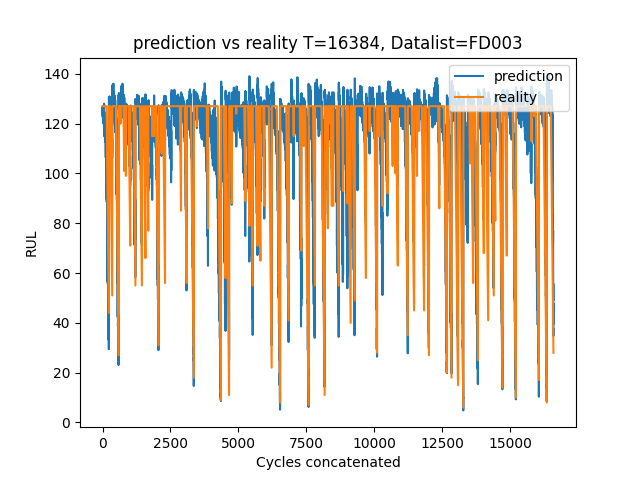 prediction vs reality T=16384, Datalist=FD003
prediction
reality
140
120
100
80
60
40
20
0
RUL
0 2500 5000 7500 10000 12500 15000
Cycles concatenated